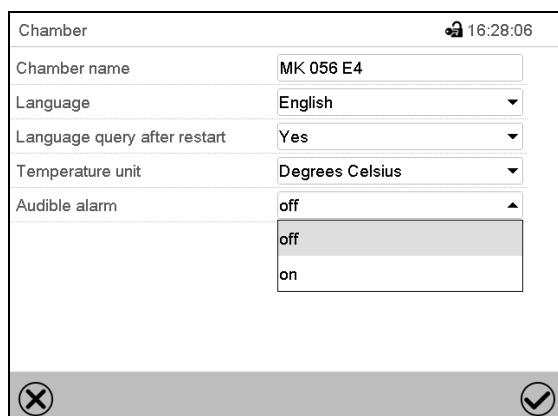 Chamber 16:28:06
Chamber name MK 056 E4
Language English
Language query after restart Yes
Temperature unit Degrees Celsius
Audible alarm off
off
on